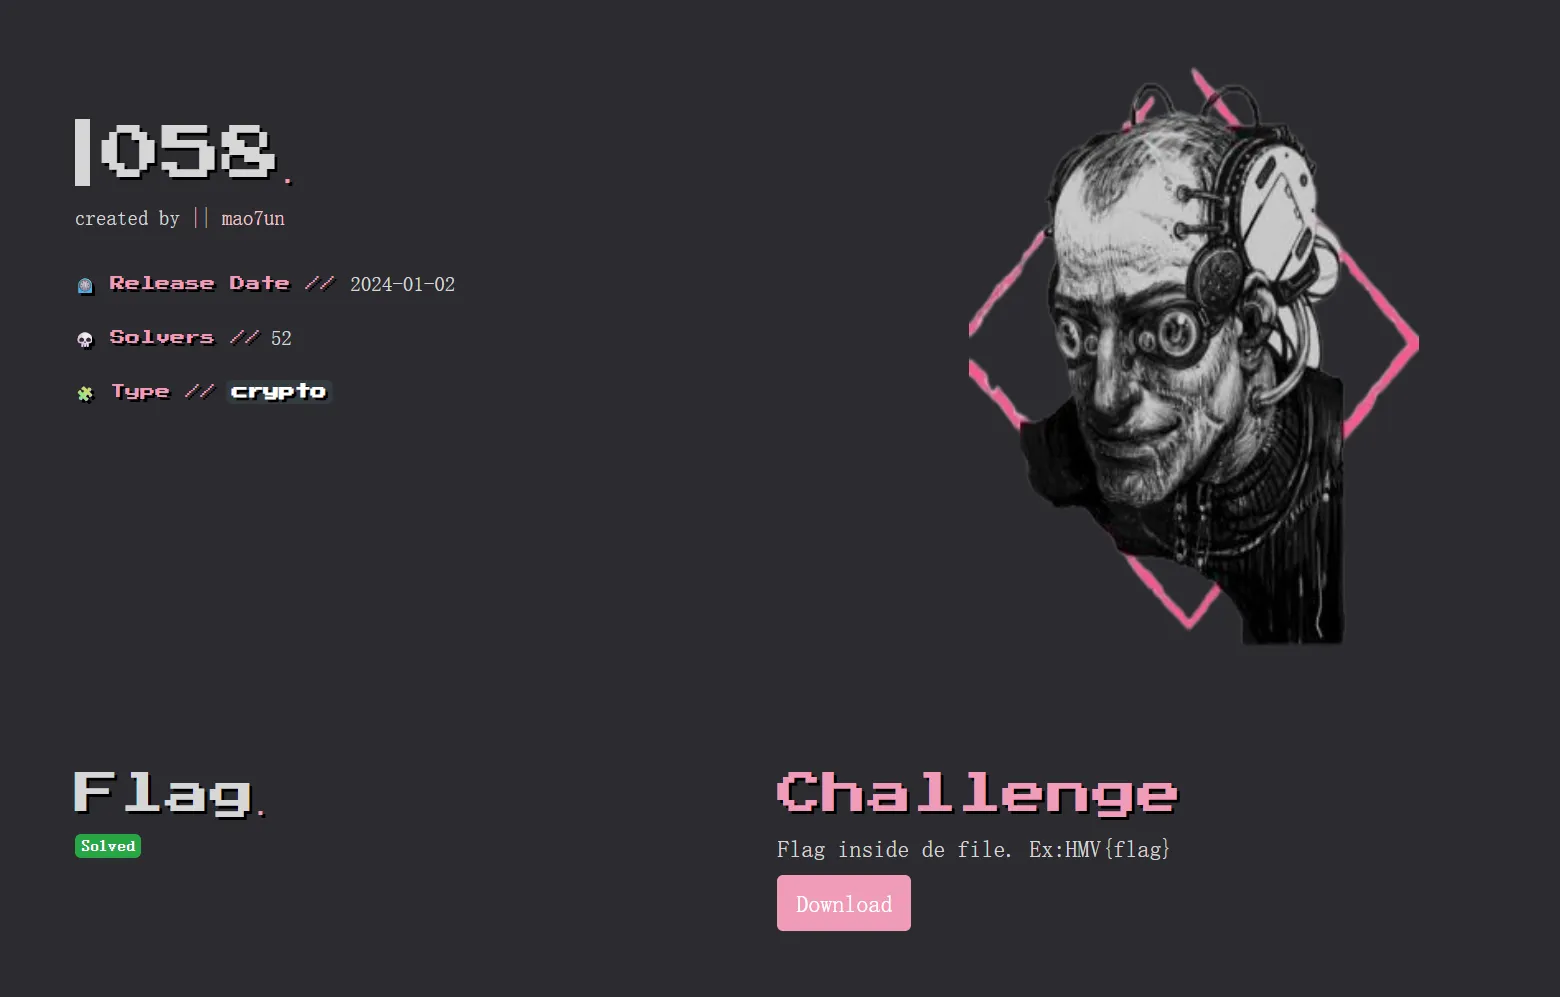 |058.
created by || mao7un
Release Date // 2024-01-02
Solvers // 52
Type // crypto
Flag.
Solved
Challenge
Flag inside de file. Ex:HMV{flag}
Download